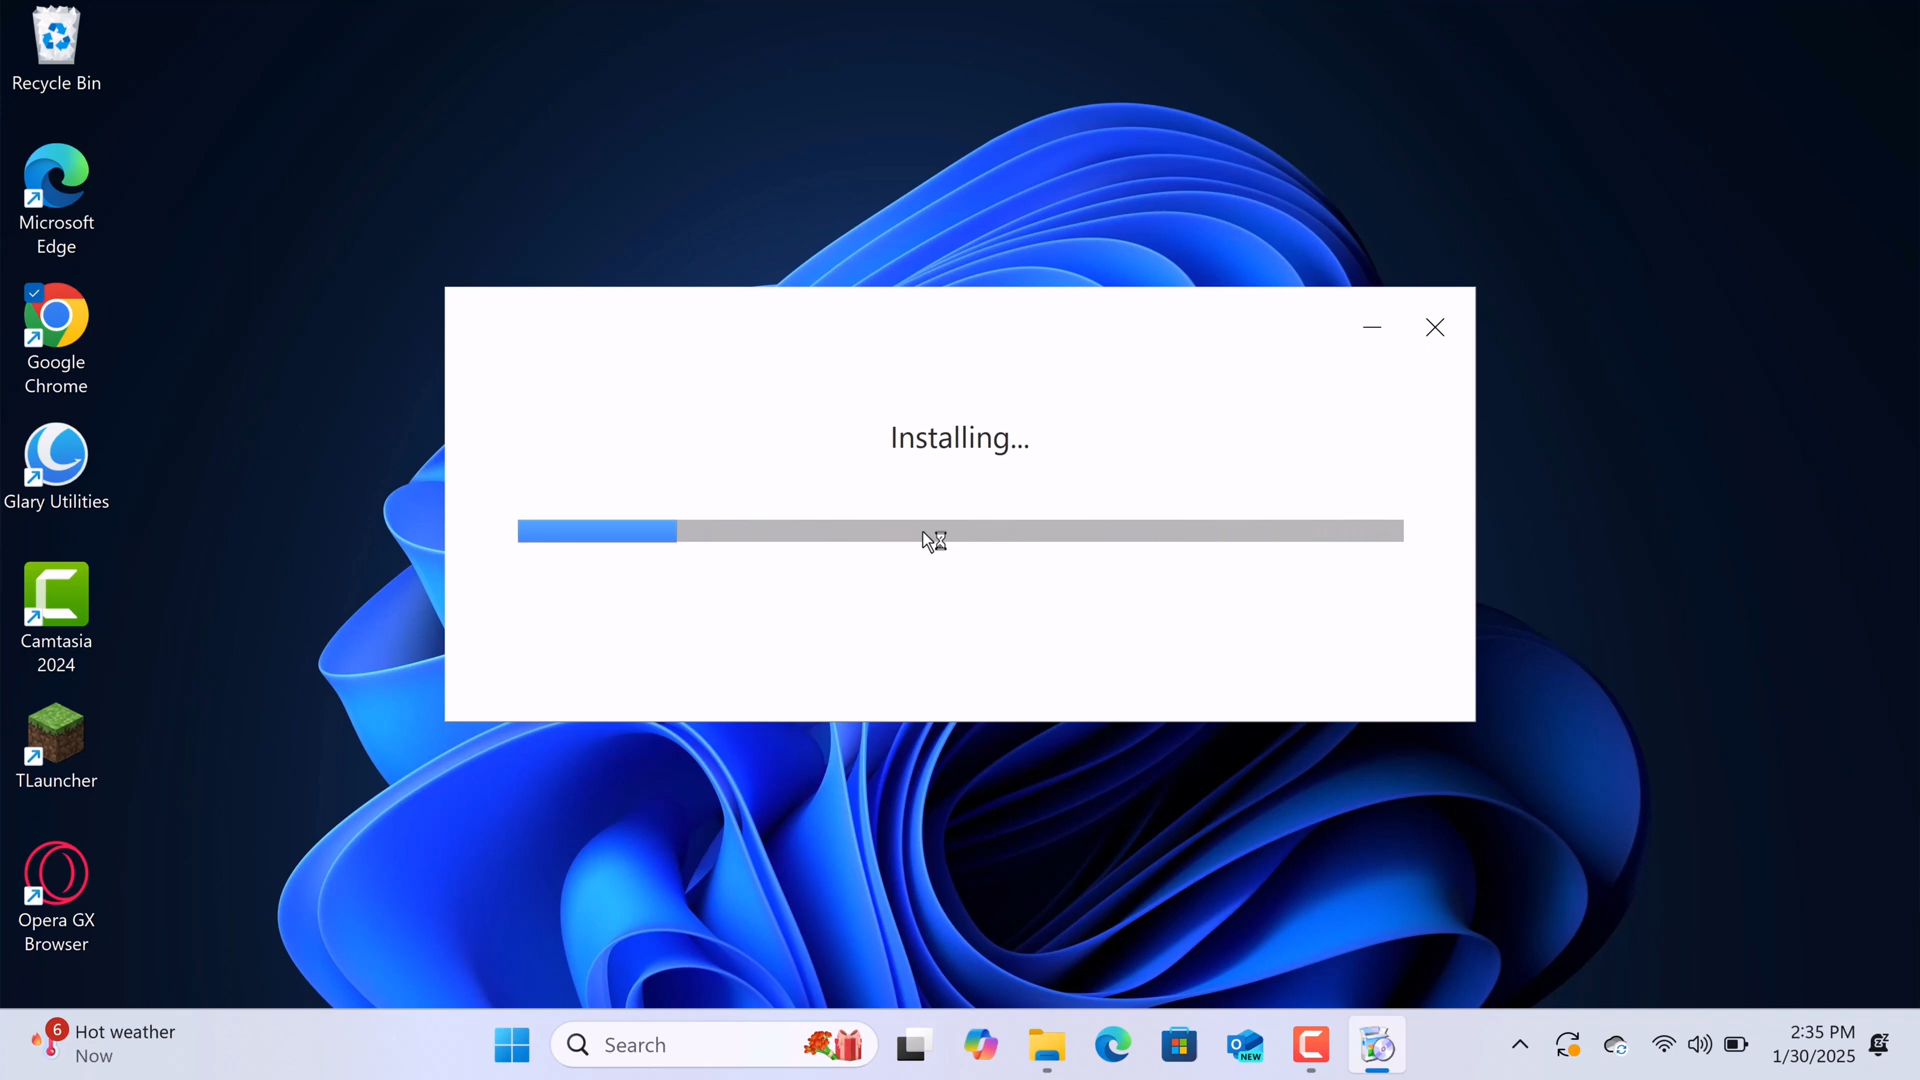 Recycle Bin
Microsoft
Edge
Google
Chrome
Glary Utilities
Camtasia
2024
TLauncher
Opera GX
Browser
Installing...
6
Hot weather
Now
Search
NEW
2:35 PM
1/30/2025